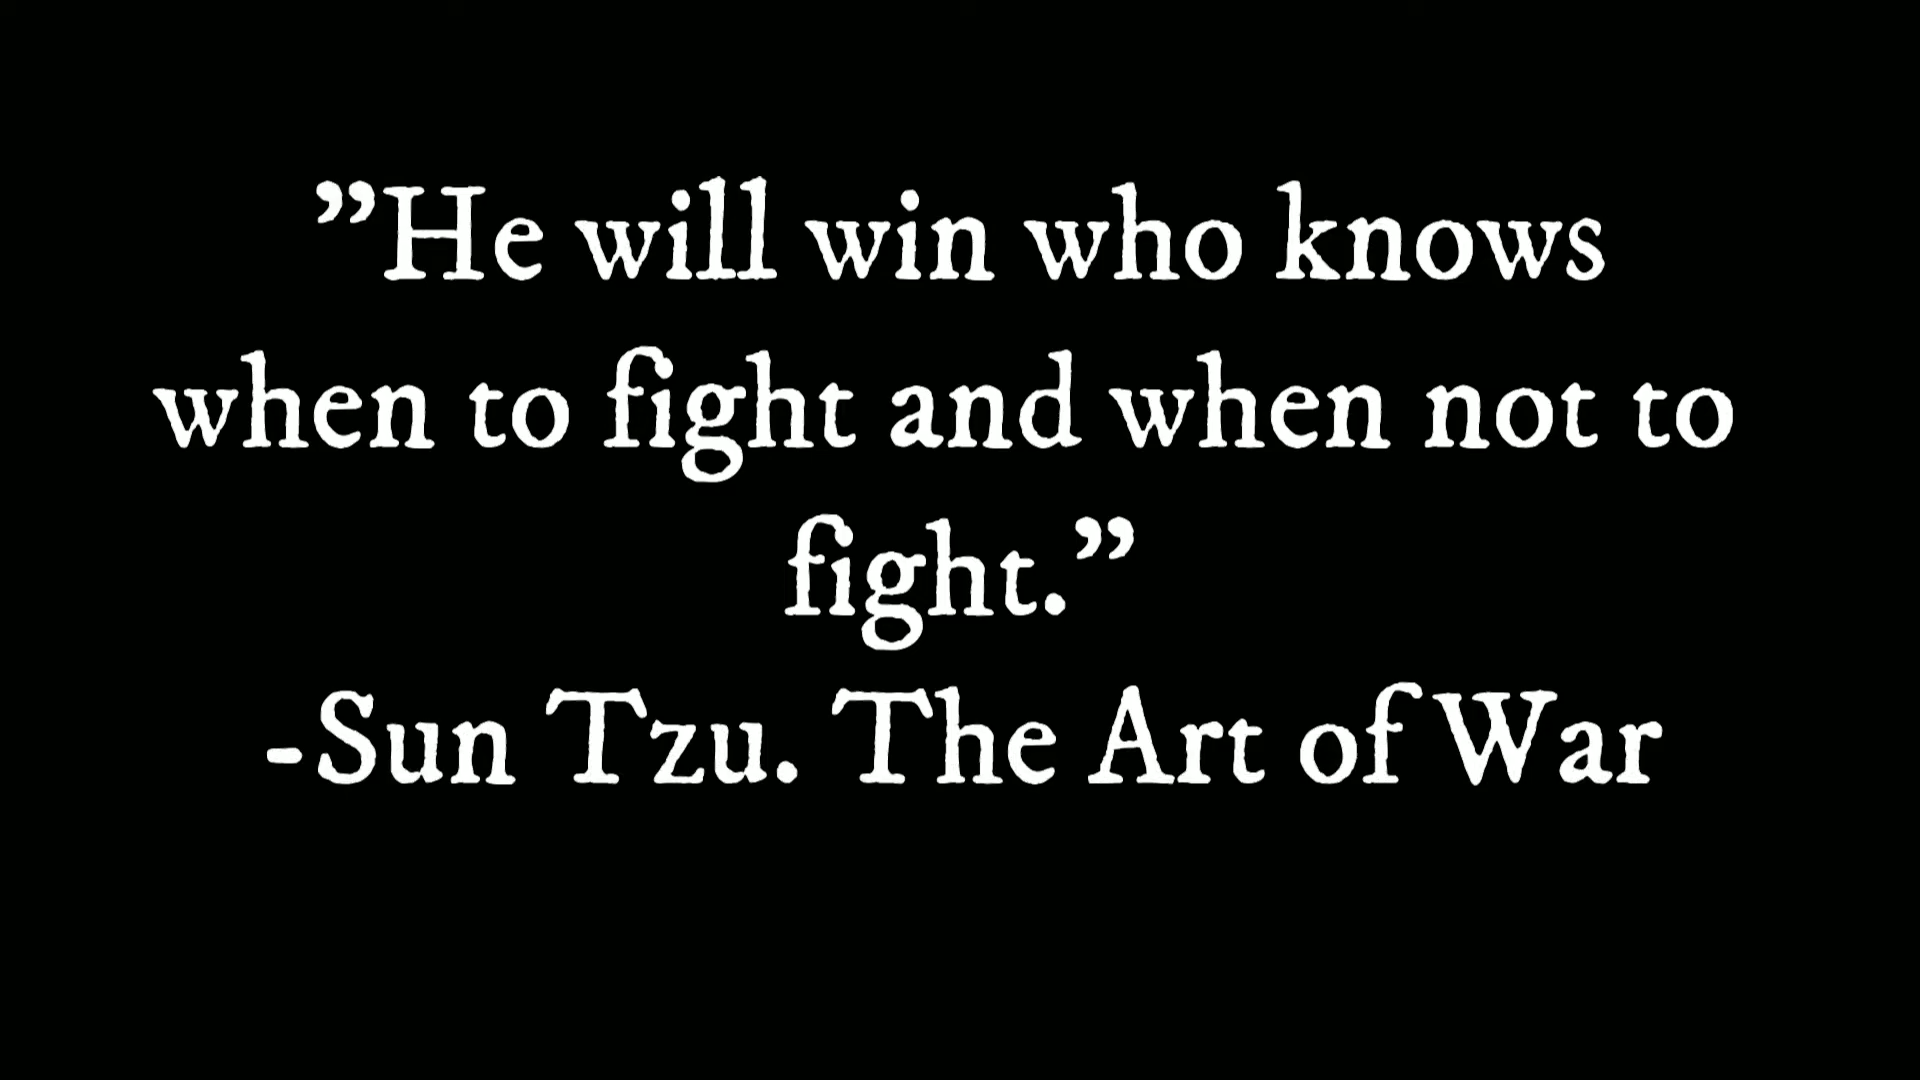 ”He will win who knows
when to fight and when not to
fight.”
-Sun Tzu. The Art of War